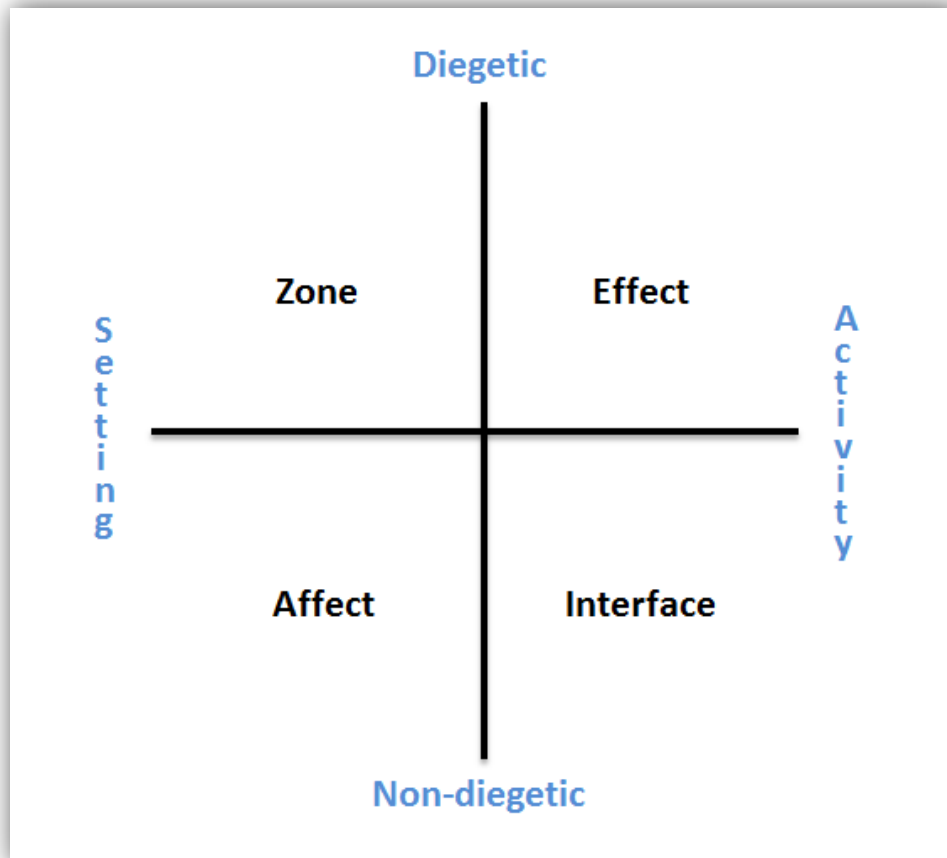 Diegetic
Zone
Effect
Setting
Activity
Affect
Interface
Non-diegetic